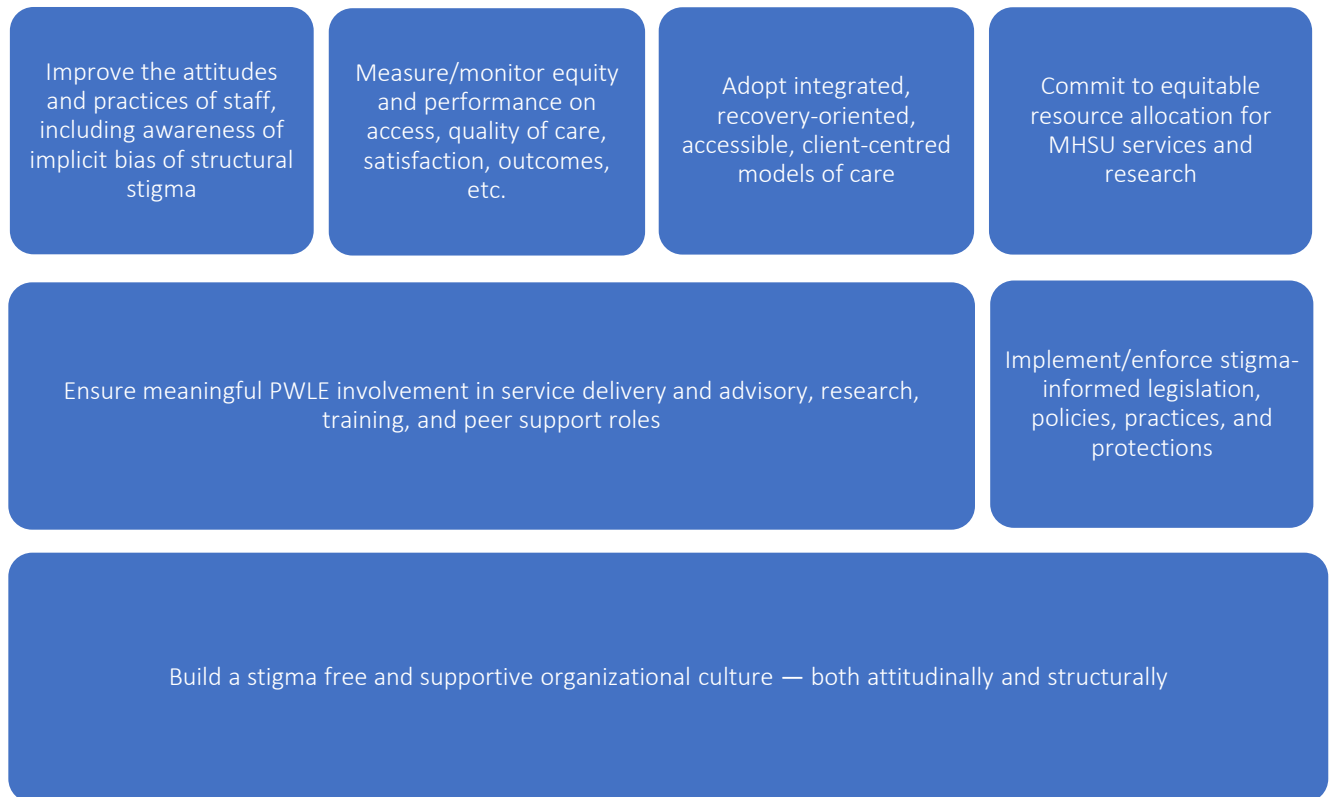 Improve the attitudes
and practices of staff,
including awareness of
implicit bias of structural
stigma
Measure/monitor equity
and performance on
access, quality of care,
satisfaction, outcomes,
etc.
Adopt integrated,
recovery-oriented,
accessible, client-centred
models of care
Commit to equitable
resource allocation for
MHSU services and
research
Ensure meaningful PWLE involvement in service delivery and advisory, research,
training, and peer support roles
Implement/enforce stigma-
informed legislation,
policies, practices, and
protections
Build a stigma free and supportive organizational culture — both attitudinally and structurally